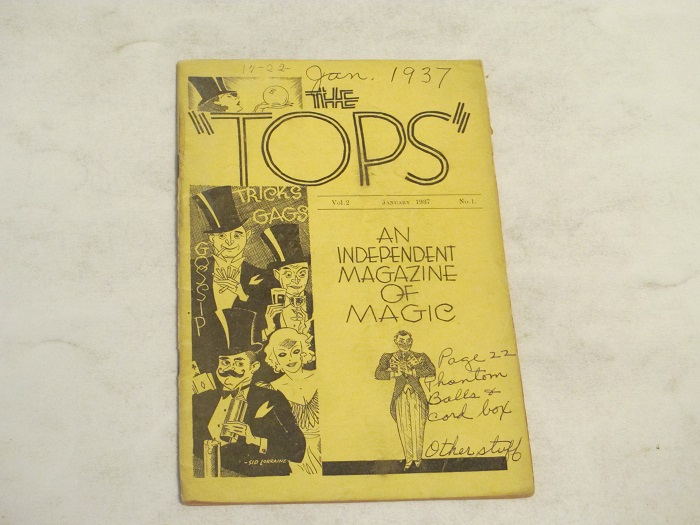 14-22
Jan. 1937
THE
"TOPS"
TRICKS
GAGS
GOSSIP
Vol. 2 JANUARY 1937 No. 1.
AN
INDEPENDENT
MAGAZINE
OF
MAGIC
Page 22
Phantom
Balls &
card box
Other stuff
-SID LORRAINE-